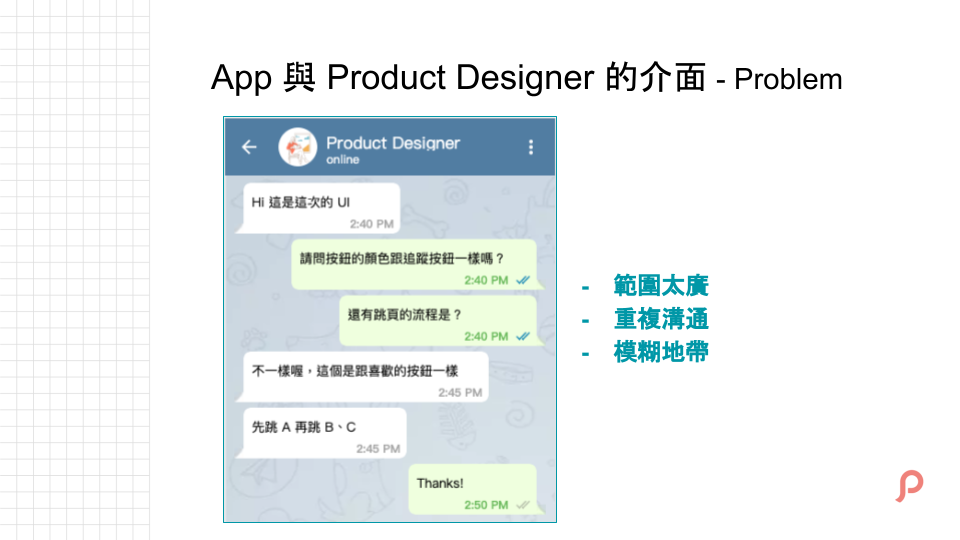 App 與 Product Designer 的介面 - Problem
Product Designer
online
Hi 這是這次的 UI
2:40 PM
請問按鈕的顏色跟追蹤按鈕一樣嗎？
2:40 PM
還有跳頁的流程是？
2:40 PM
不一樣喔，這個是跟喜歡的按鈕一樣
2:45 PM
先跳 A 再跳 B、C
2:45 PM
Thanks!
2:50 PM
- 範圍太廣
- 重複溝通
- 模糊地帶